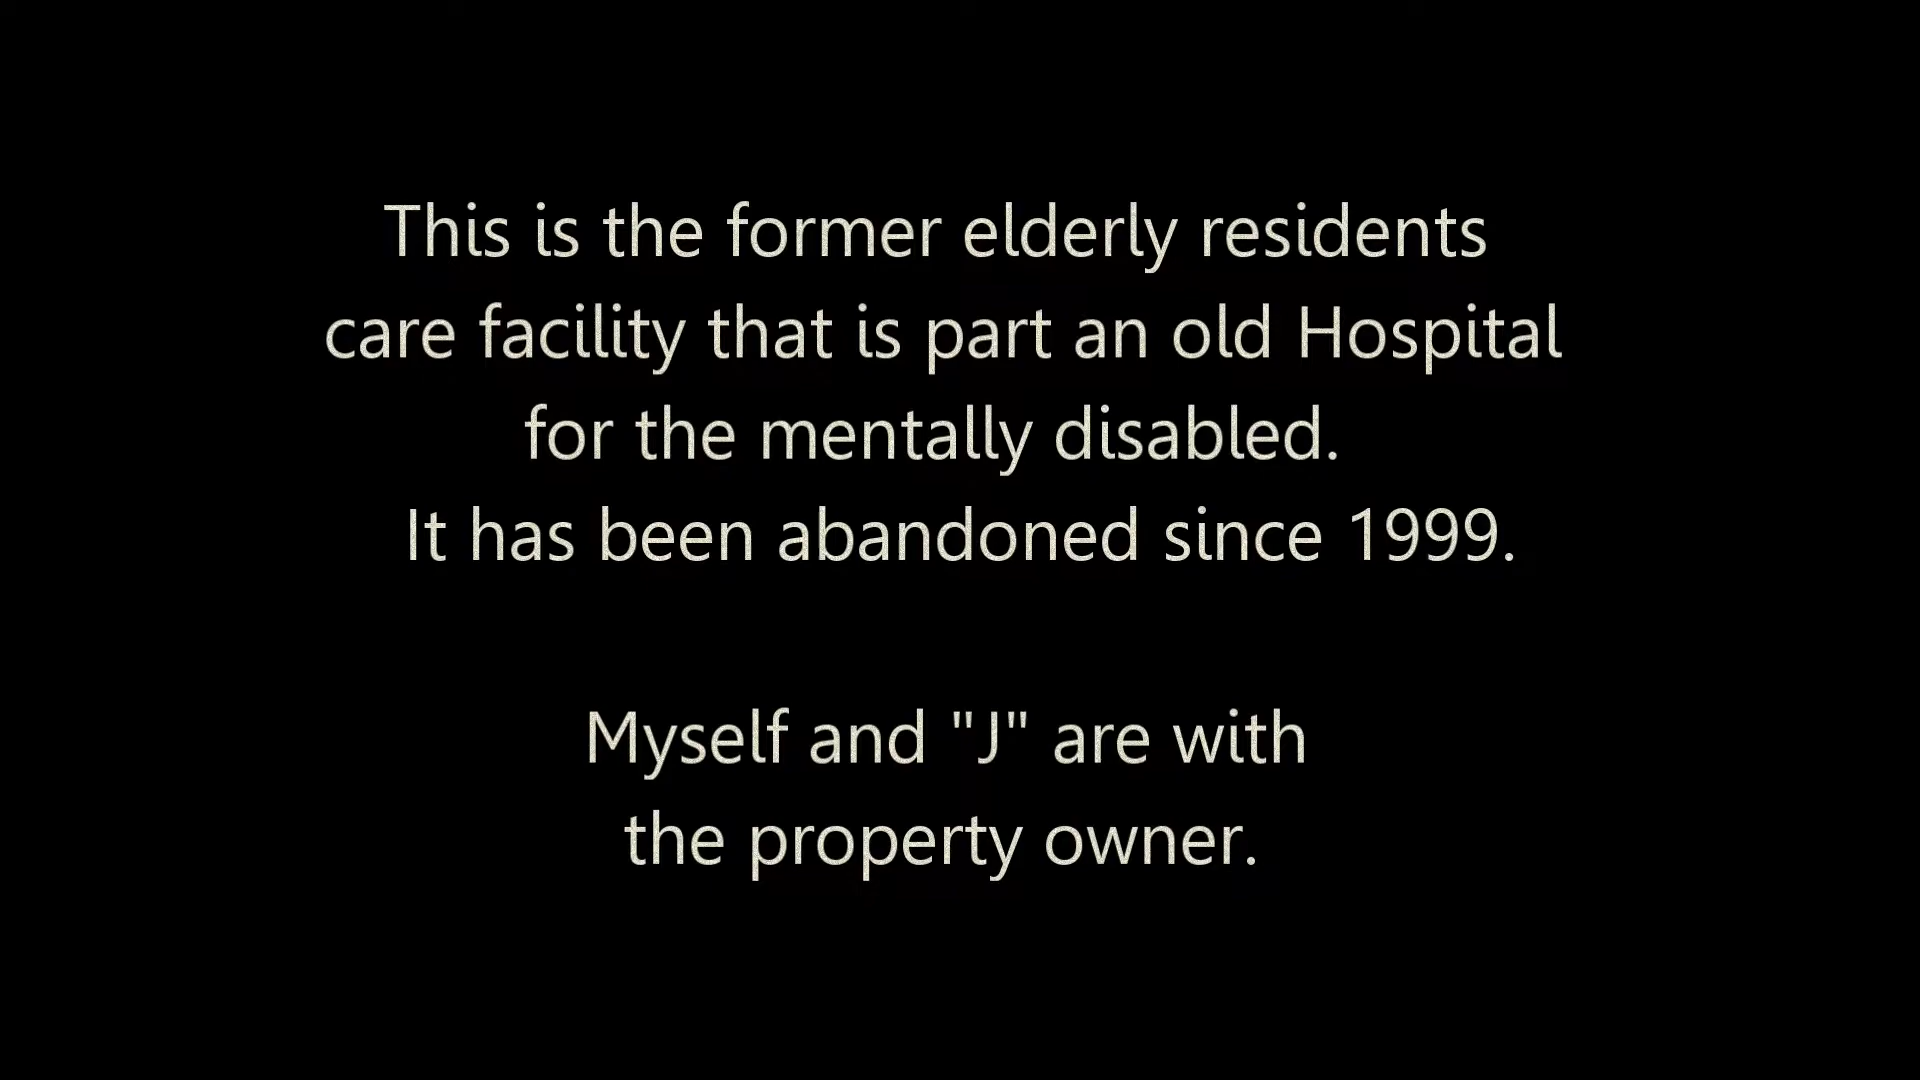 This is the former elderly residents
care facility that is part an old Hospital
for the mentally disabled.
It has been abandoned since 1999.
Myself and "J" are with
the property owner.